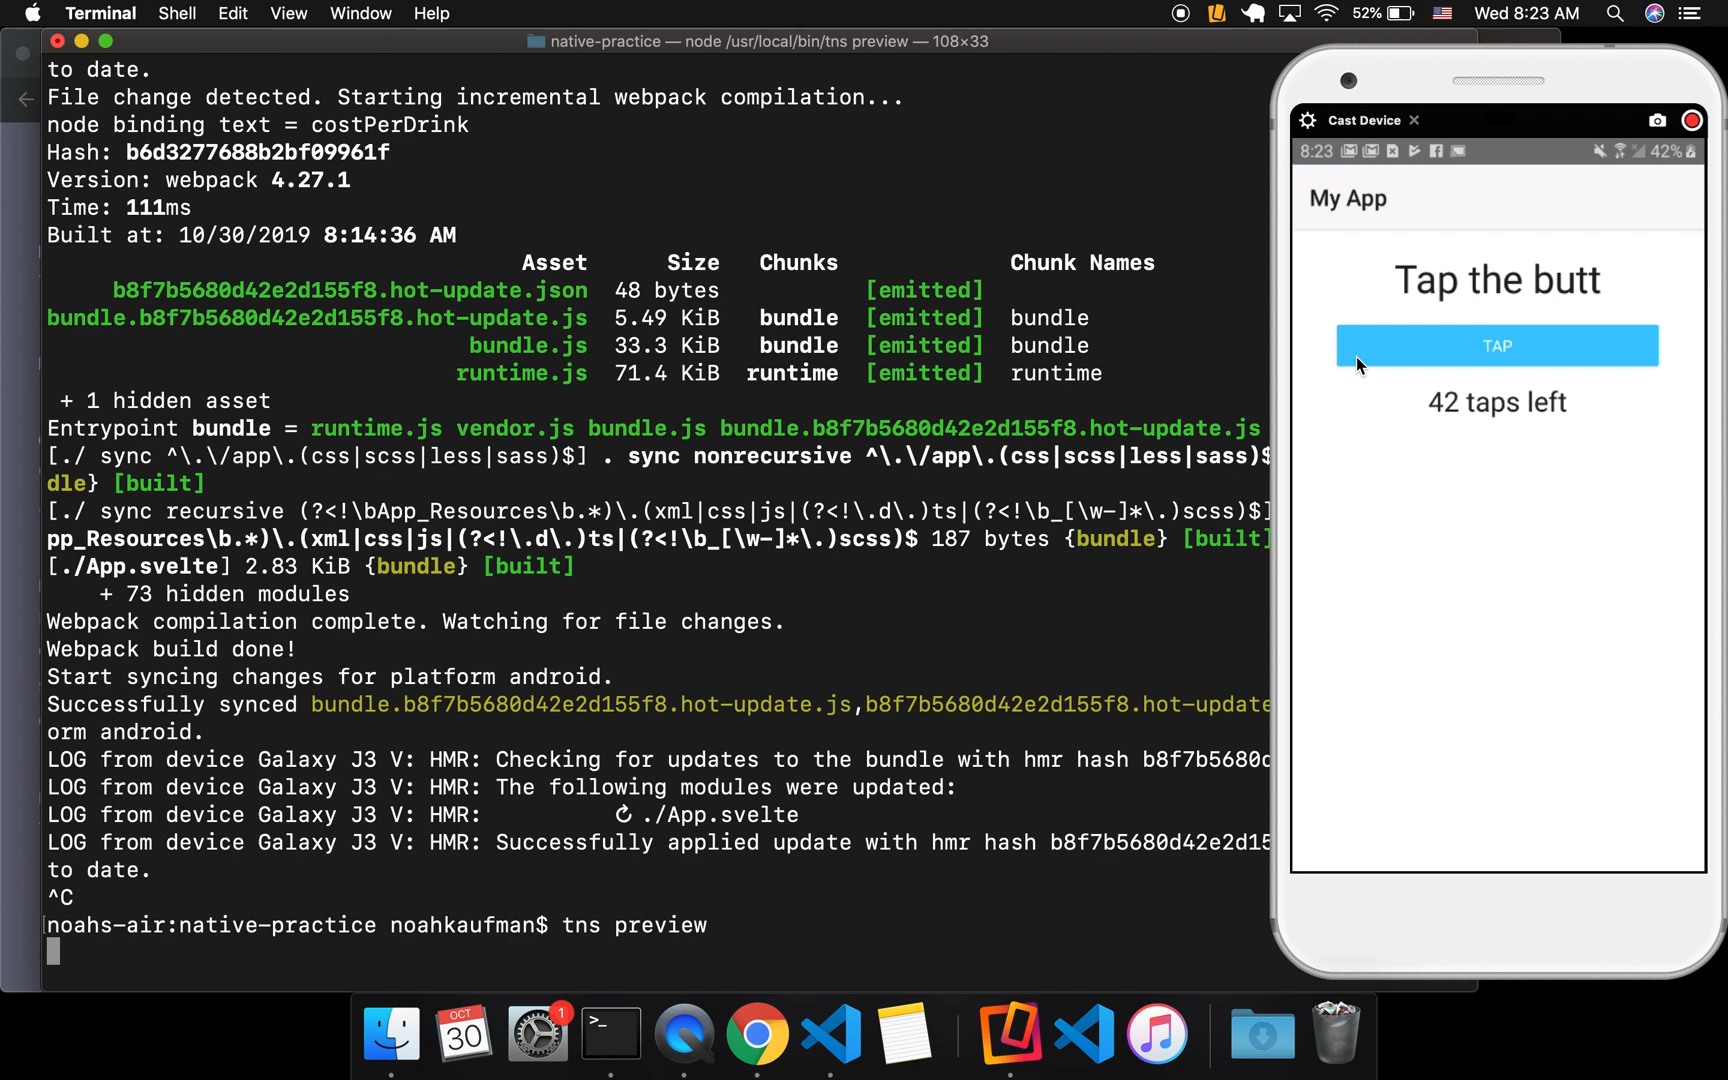 Terminal Shell Edit View Window Help 52% Wed 8:23 AM
native-practice — node /usr/local/bin/tns preview — 108×33
to date.
File change detected. Starting incremental webpack compilation...
node binding text = costPerDrink
Hash: b6d3277688b2bf09961f
Version: webpack 4.27.1
Time: 111ms
Built at: 10/30/2019 8:14:36 AM
Asset Size Chunks Chunk Names
b8f7b5680d42e2d155f8.hot-update.json 48 bytes [emitted]
bundle.b8f7b5680d42e2d155f8.hot-update.js 5.49 KiB bundle [emitted] bundle
bundle.js 33.3 KiB bundle [emitted] bundle
runtime.js 71.4 KiB runtime [emitted] runtime
+ 1 hidden asset
Entrypoint bundle = runtime.js vendor.js bundle.js bundle.b8f7b5680d42e2d155f8.hot-update.js
[./ sync ^\.\/app\.(css|scss|less|sass)$] . sync nonrecursive ^\.\/app\.(css|scss|less|sass)$
dle} [built]
[./ sync recursive (?<!\bApp_Resources\b.*)\.(xml|css|js|(?<!\.d\.)ts|(?<!\b_[\w-]*\.)scss)$]
pp_Resources\b.*)\.(xml|css|js|(?<!\.d\.)ts|(?<!\b_[\w-]*\.)scss)$ 187 bytes {bundle} [built]
[./App.svelte] 2.83 KiB {bundle} [built]
+ 73 hidden modules
Webpack compilation complete. Watching for file changes.
Webpack build done!
Start syncing changes for platform android.
Successfully synced bundle.b8f7b5680d42e2d155f8.hot-update.js,b8f7b5680d42e2d155f8.hot-update
orm android.
LOG from device Galaxy J3 V: HMR: Checking for updates to the bundle with hmr hash b8f7b5680d
LOG from device Galaxy J3 V: HMR: The following modules were updated:
LOG from device Galaxy J3 V: HMR: ↻ ./App.svelte
LOG from device Galaxy J3 V: HMR: Successfully applied update with hmr hash b8f7b5680d42e2d15
to date.
^C
[noahs-air:native-practice noahkaufman$ tns preview
Cast Device
8:23 42%
My App
Tap the butt
TAP
42 taps left
OCT
30
1
>_